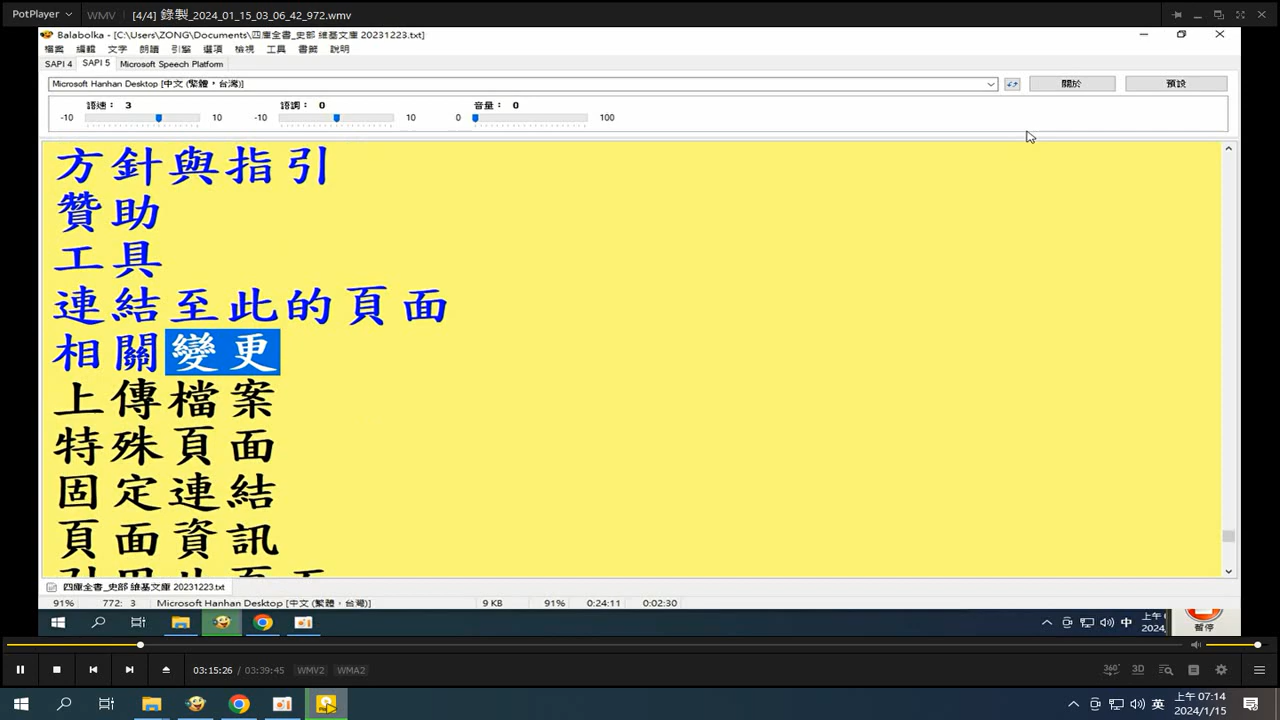 PotPlayer
WMV
[4/4] 錄製_2024_01_15_03_06_42_972.wmv
Balabolka - [C:\Users\ZONG\Documents\四庫全書_史部 維基文庫 20231223.txt]
檔案 編輯 文字 朗讀 引擎 選項 檢視 工具 書籤 說明
SAPI 4 SAPI 5 Microsoft Speech Platform
Microsoft Hanhan Desktop [中文 (繁體，台灣)]
關於 預設
語速： 3 語調： 0 音量： 0
-10 10 -10 10 0 100
方針與指引
贊助
工具
連結至此的頁面
相關變更
上傳檔案
特殊頁面
固定連結
頁面資訊
四庫全書_史部 維基文庫 20231223.txt
91% 772: 3 Microsoft Hanhan Desktop [中文 (繁體，台灣)] 9 KB 91% 0:24:11 0:02:30
中 上午
2024
暫停
03:15:26 / 03:39:45 WMV2 WMA2
360° 3D
英 上午 07:14
2024/1/15